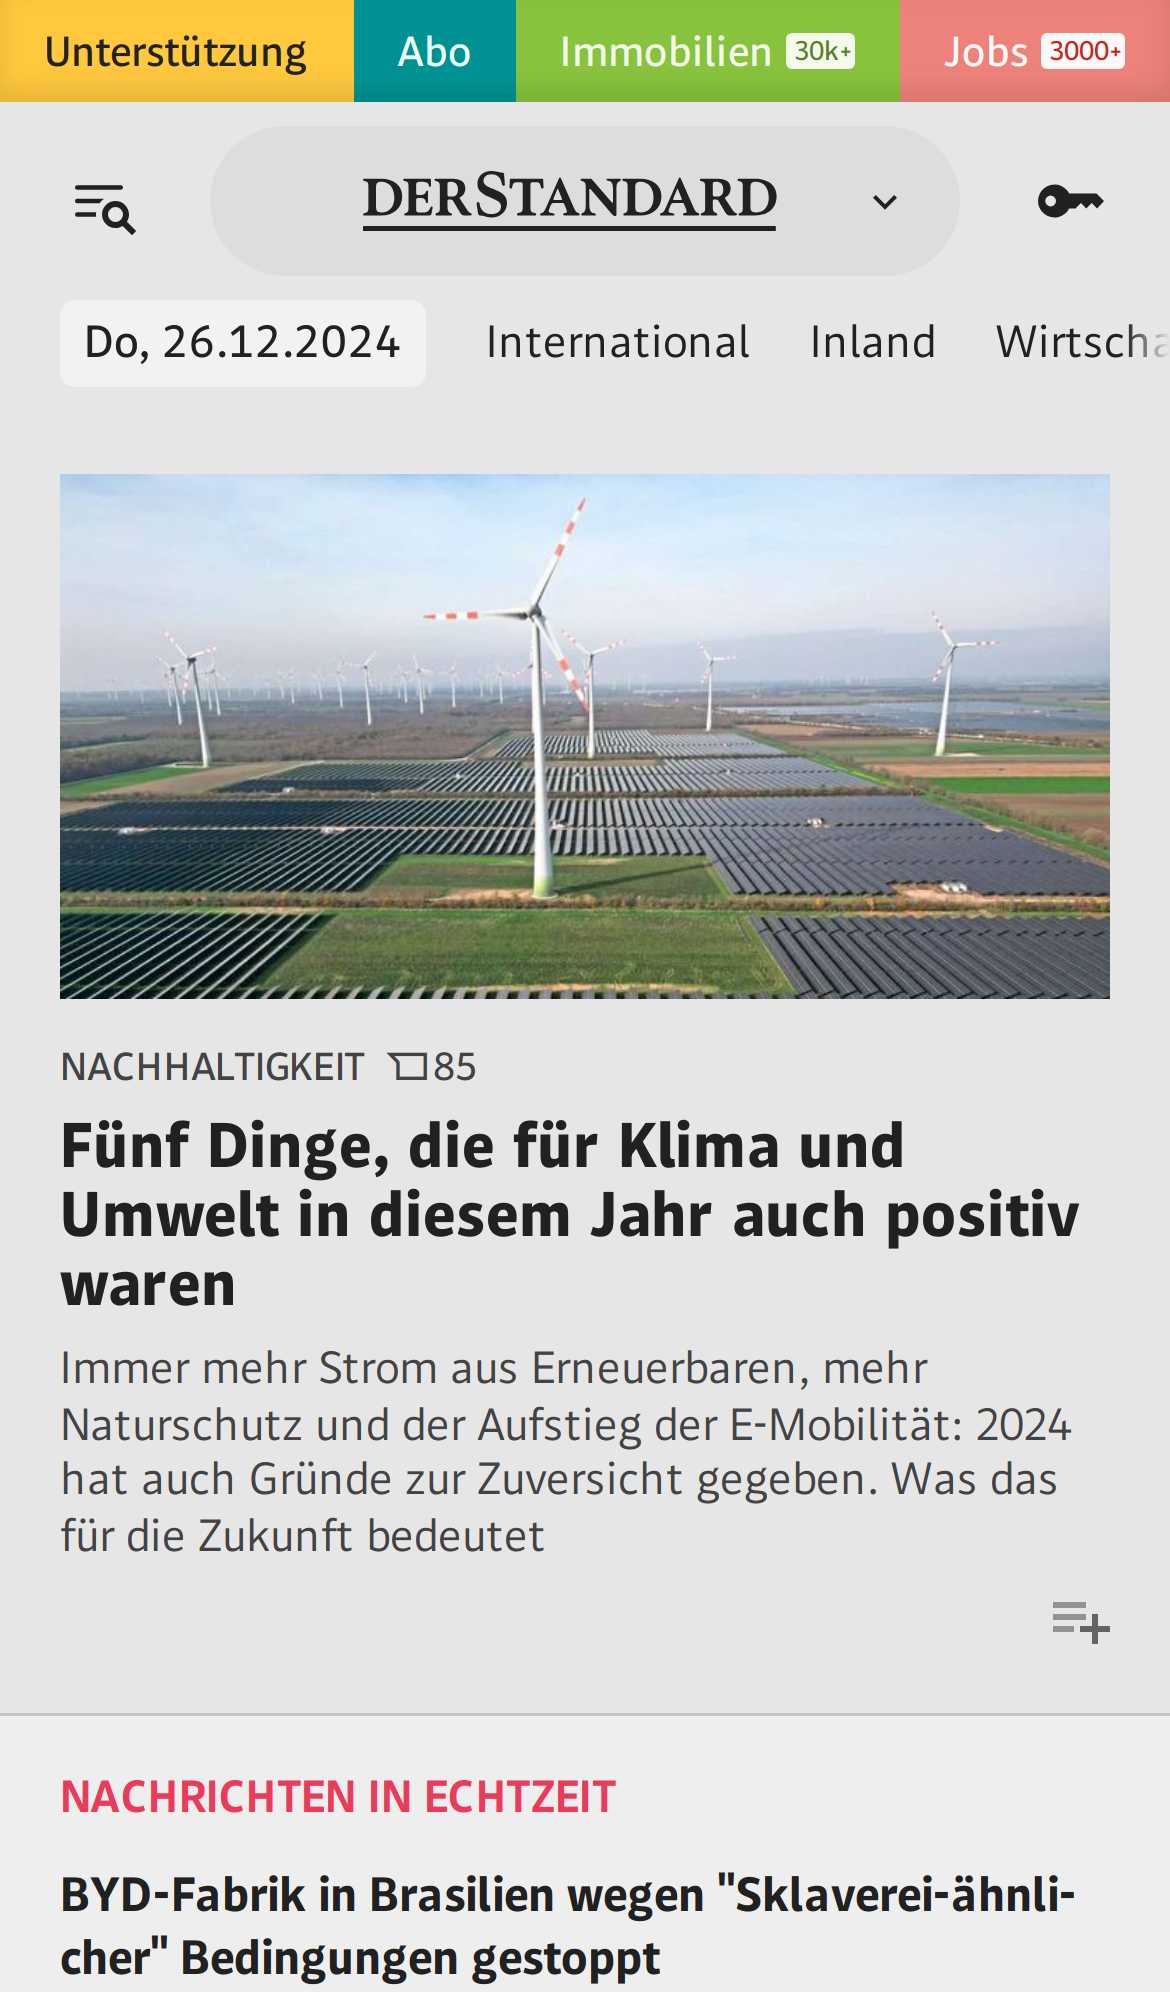 Unterstützung Abo Immobilien 30k+ Jobs 3000+
DERSTANDARD
Do, 26.12.2024 International Inland Wirtscha
NACHHALTIGKEIT 85
Fünf Dinge, die für Klima und
Umwelt in diesem Jahr auch positiv
waren
Immer mehr Strom aus Erneuerbaren, mehr
Naturschutz und der Aufstieg der E-Mobilität: 2024
hat auch Gründe zur Zuversicht gegeben. Was das
für die Zukunft bedeutet
NACHRICHTEN IN ECHTZEIT
BYD-Fabrik in Brasilien wegen "Sklaverei-ähnli-
cher" Bedingungen gestoppt